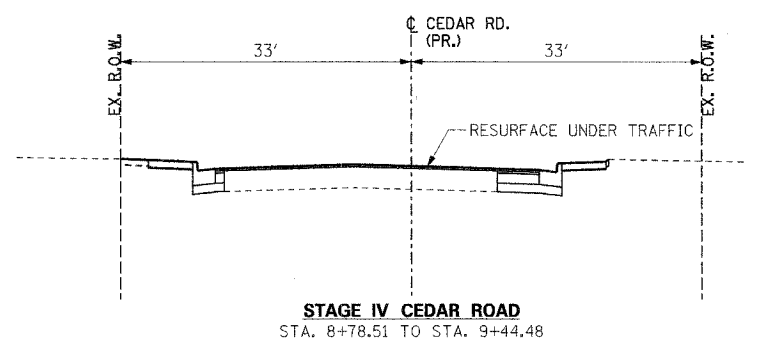 ℄ CEDAR RD.
(PR.)
33'
33'
EX. R.O.W.
EX. R.O.W.
RESURFACE UNDER TRAFFIC
STAGE IV CEDAR ROAD
STA. 8+78.51 TO STA. 9+44.48